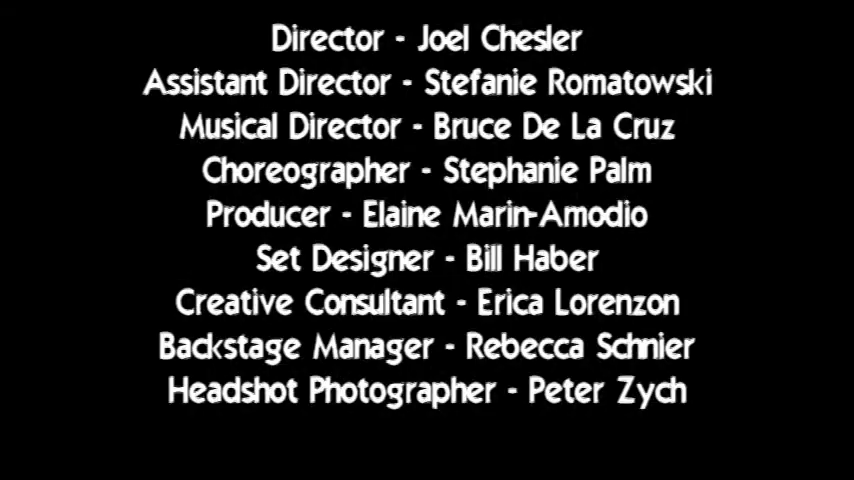 Director - Joel Chesler
Assistant Director - Stefanie Romatowski
Musical Director - Bruce De La Cruz
Choreographer - Stephanie Palm
Producer - Elaine Marin-Amodio
Set Designer - Bill Haber
Creative Consultant - Erica Lorenzon
Backstage Manager - Rebecca Schnier
Headshot Photographer - Peter Zych